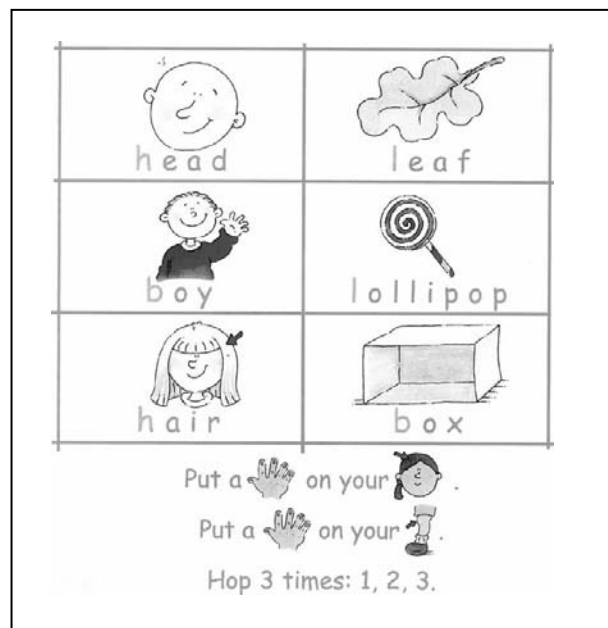 head leaf
boy lollipop
hair box
Put a on your .
Put a on your .
Hop 3 times: 1, 2, 3.